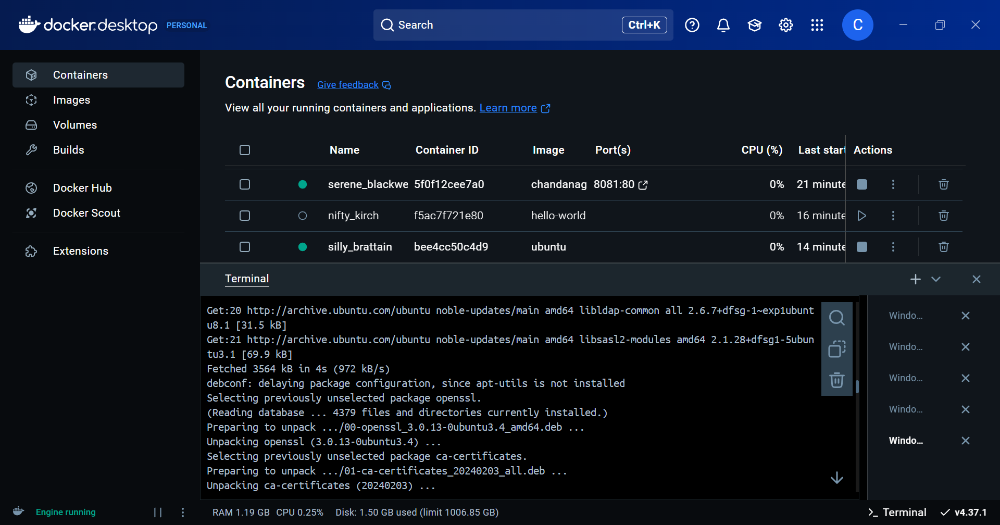 docker desktop PERSONAL
Search Ctrl+K
C
Containers
Images
Volumes
Builds
Docker Hub
Docker Scout
Extensions
Containers Give feedback
View all your running containers and applications. Learn more
Name Container ID Image Port(s) CPU (%) Last start Actions
serene_blackwe 5f0f12cee7a0 chandanag 8081:80 0% 21 minute
nifty_kirch f5ac7f721e80 hello-world 0% 16 minute
silly_brattain bee4cc50c4d9 ubuntu 0% 14 minute
Terminal
Get:20 http://archive.ubuntu.com/ubuntu noble-updates/main amd64 libldap-common all 2.6.7+dfsg-1~exp1ubunt
u8.1 [31.5 kB]
Get:21 http://archive.ubuntu.com/ubuntu noble-updates/main amd64 libsasl2-modules amd64 2.1.28+dfsg1-5ubun
tu3.1 [69.9 kB]
Fetched 3564 kB in 4s (972 kB/s)
debconf: delaying package configuration, since apt-utils is not installed
Selecting previously unselected package openssl.
(Reading database ... 4379 files and directories currently installed.)
Preparing to unpack .../00-openssl_3.0.13-0ubuntu3.4_amd64.deb ...
Unpacking openssl (3.0.13-0ubuntu3.4) ...
Selecting previously unselected package ca-certificates.
Preparing to unpack .../01-ca-certificates_20240203_all.deb ...
Unpacking ca-certificates (20240203) ...
Windo...
Windo...
Windo...
Windo...
Windo...
Engine running
RAM 1.19 GB CPU 0.25% Disk: 1.50 GB used (limit 1006.85 GB)
>_ Terminal v4.37.1